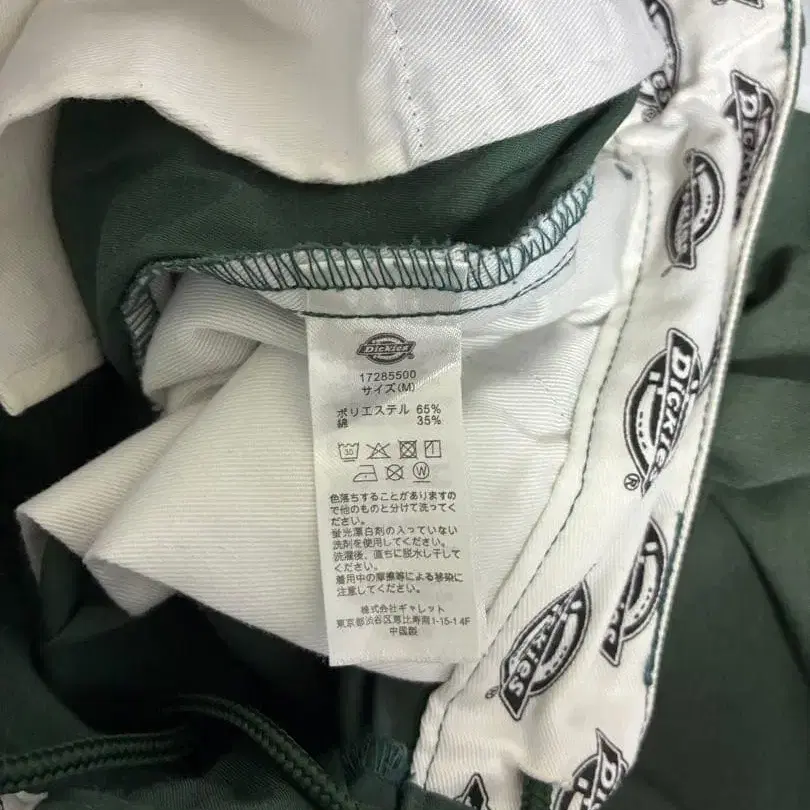 Dickies
17285500
サイズ(M)
ポリエステル 65%
綿 35%
30
W
色落ちすることがありますの
で他のものと分けて洗ってく
ださい。
蛍光漂白剤の入っていない
洗剤を使用してください。
洗濯後、直ちに脱水し干して
ください。
着用中の摩擦等による移染に
注意してください。
株式会社ギャレット
東京都渋谷区恵比寿南1-15-1 4F
中国製
DICKIES
®
DICKIES
DICKIES
®